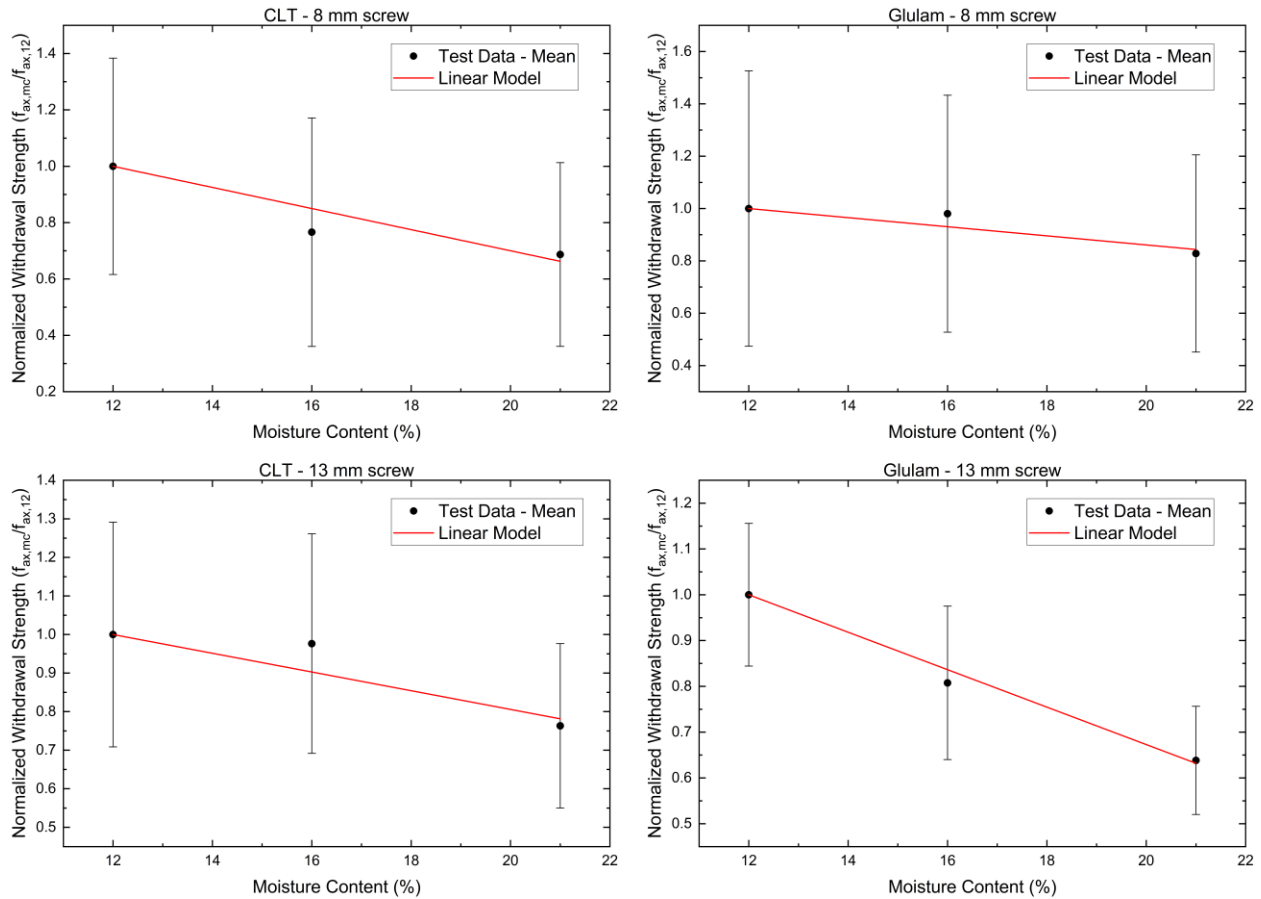 CLT - 8 mm screw
Test Data - Mean
Linear Model
Normalized Withdrawal Strength (fax,mc/fax,12)
1.4
1.2
1.0
0.8
0.6
0.4
0.2
12 14 16 18 20 22
Moisture Content (%)
Glulam - 8 mm screw
Test Data - Mean
Linear Model
Normalized Withdrawal Strength (fax,mc/fax,12)
1.6
1.4
1.2
1.0
0.8
0.6
0.4
12 14 16 18 20 22
Moisture Content (%)
CLT - 13 mm screw
Test Data - Mean
Linear Model
Normalized Withdrawal Strength (fax,mc/fax,12)
1.4
1.3
1.2
1.1
1.0
0.9
0.8
0.7
0.6
0.5
12 14 16 18 20 22
Moisture Content (%)
Glulam - 13 mm screw
Test Data - Mean
Linear Model
Normalized Withdrawal Strength (fax,mc/fax,12)
1.2
1.1
1.0
0.9
0.8
0.7
0.6
0.5
12 14 16 18 20 22
Moisture Content (%)